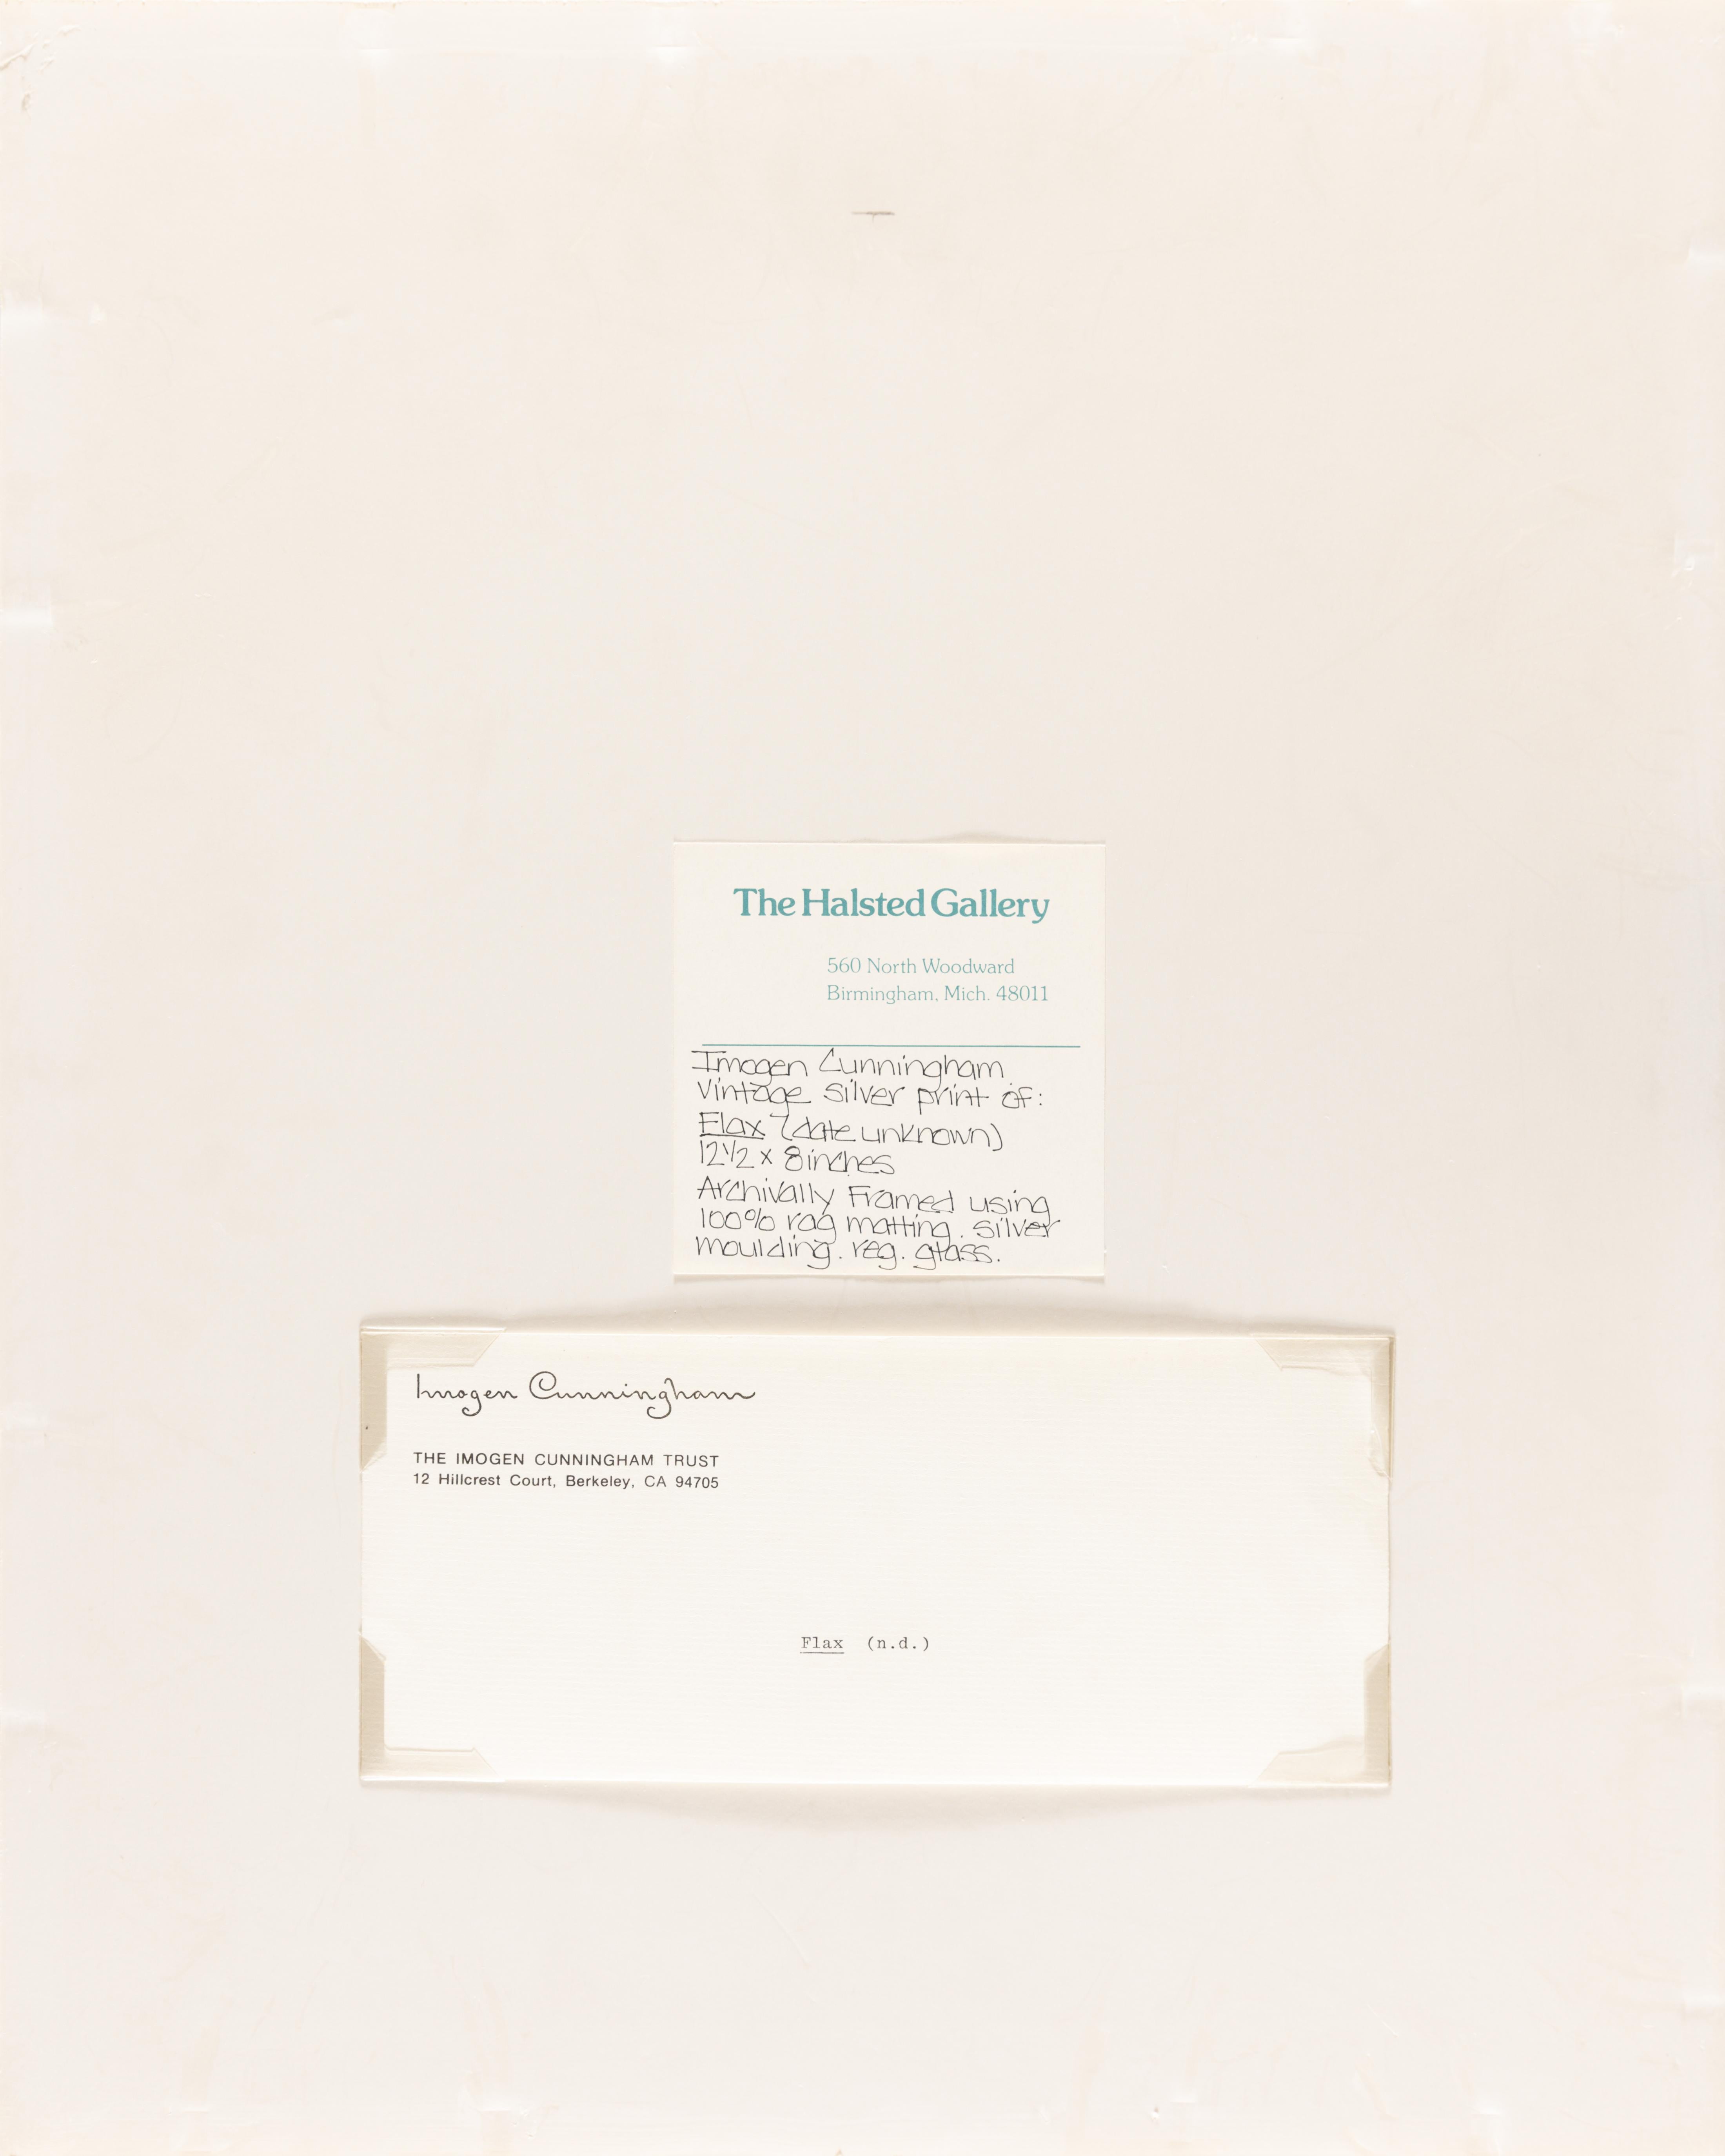 The Halsted Gallery
560 North Woodward
Birmingham, Mich. 48011
Imogen Cunningham
Vintage silver print of:
Flax (date unknown)
12 1/2 x 8 inches
Archivally Framed using
100% rag matting. silver
moulding. reg. glass.
Imogen Cunningham
THE IMOGEN CUNNINGHAM TRUST
12 Hillcrest Court, Berkeley, CA 94705
Flax (n.d.)